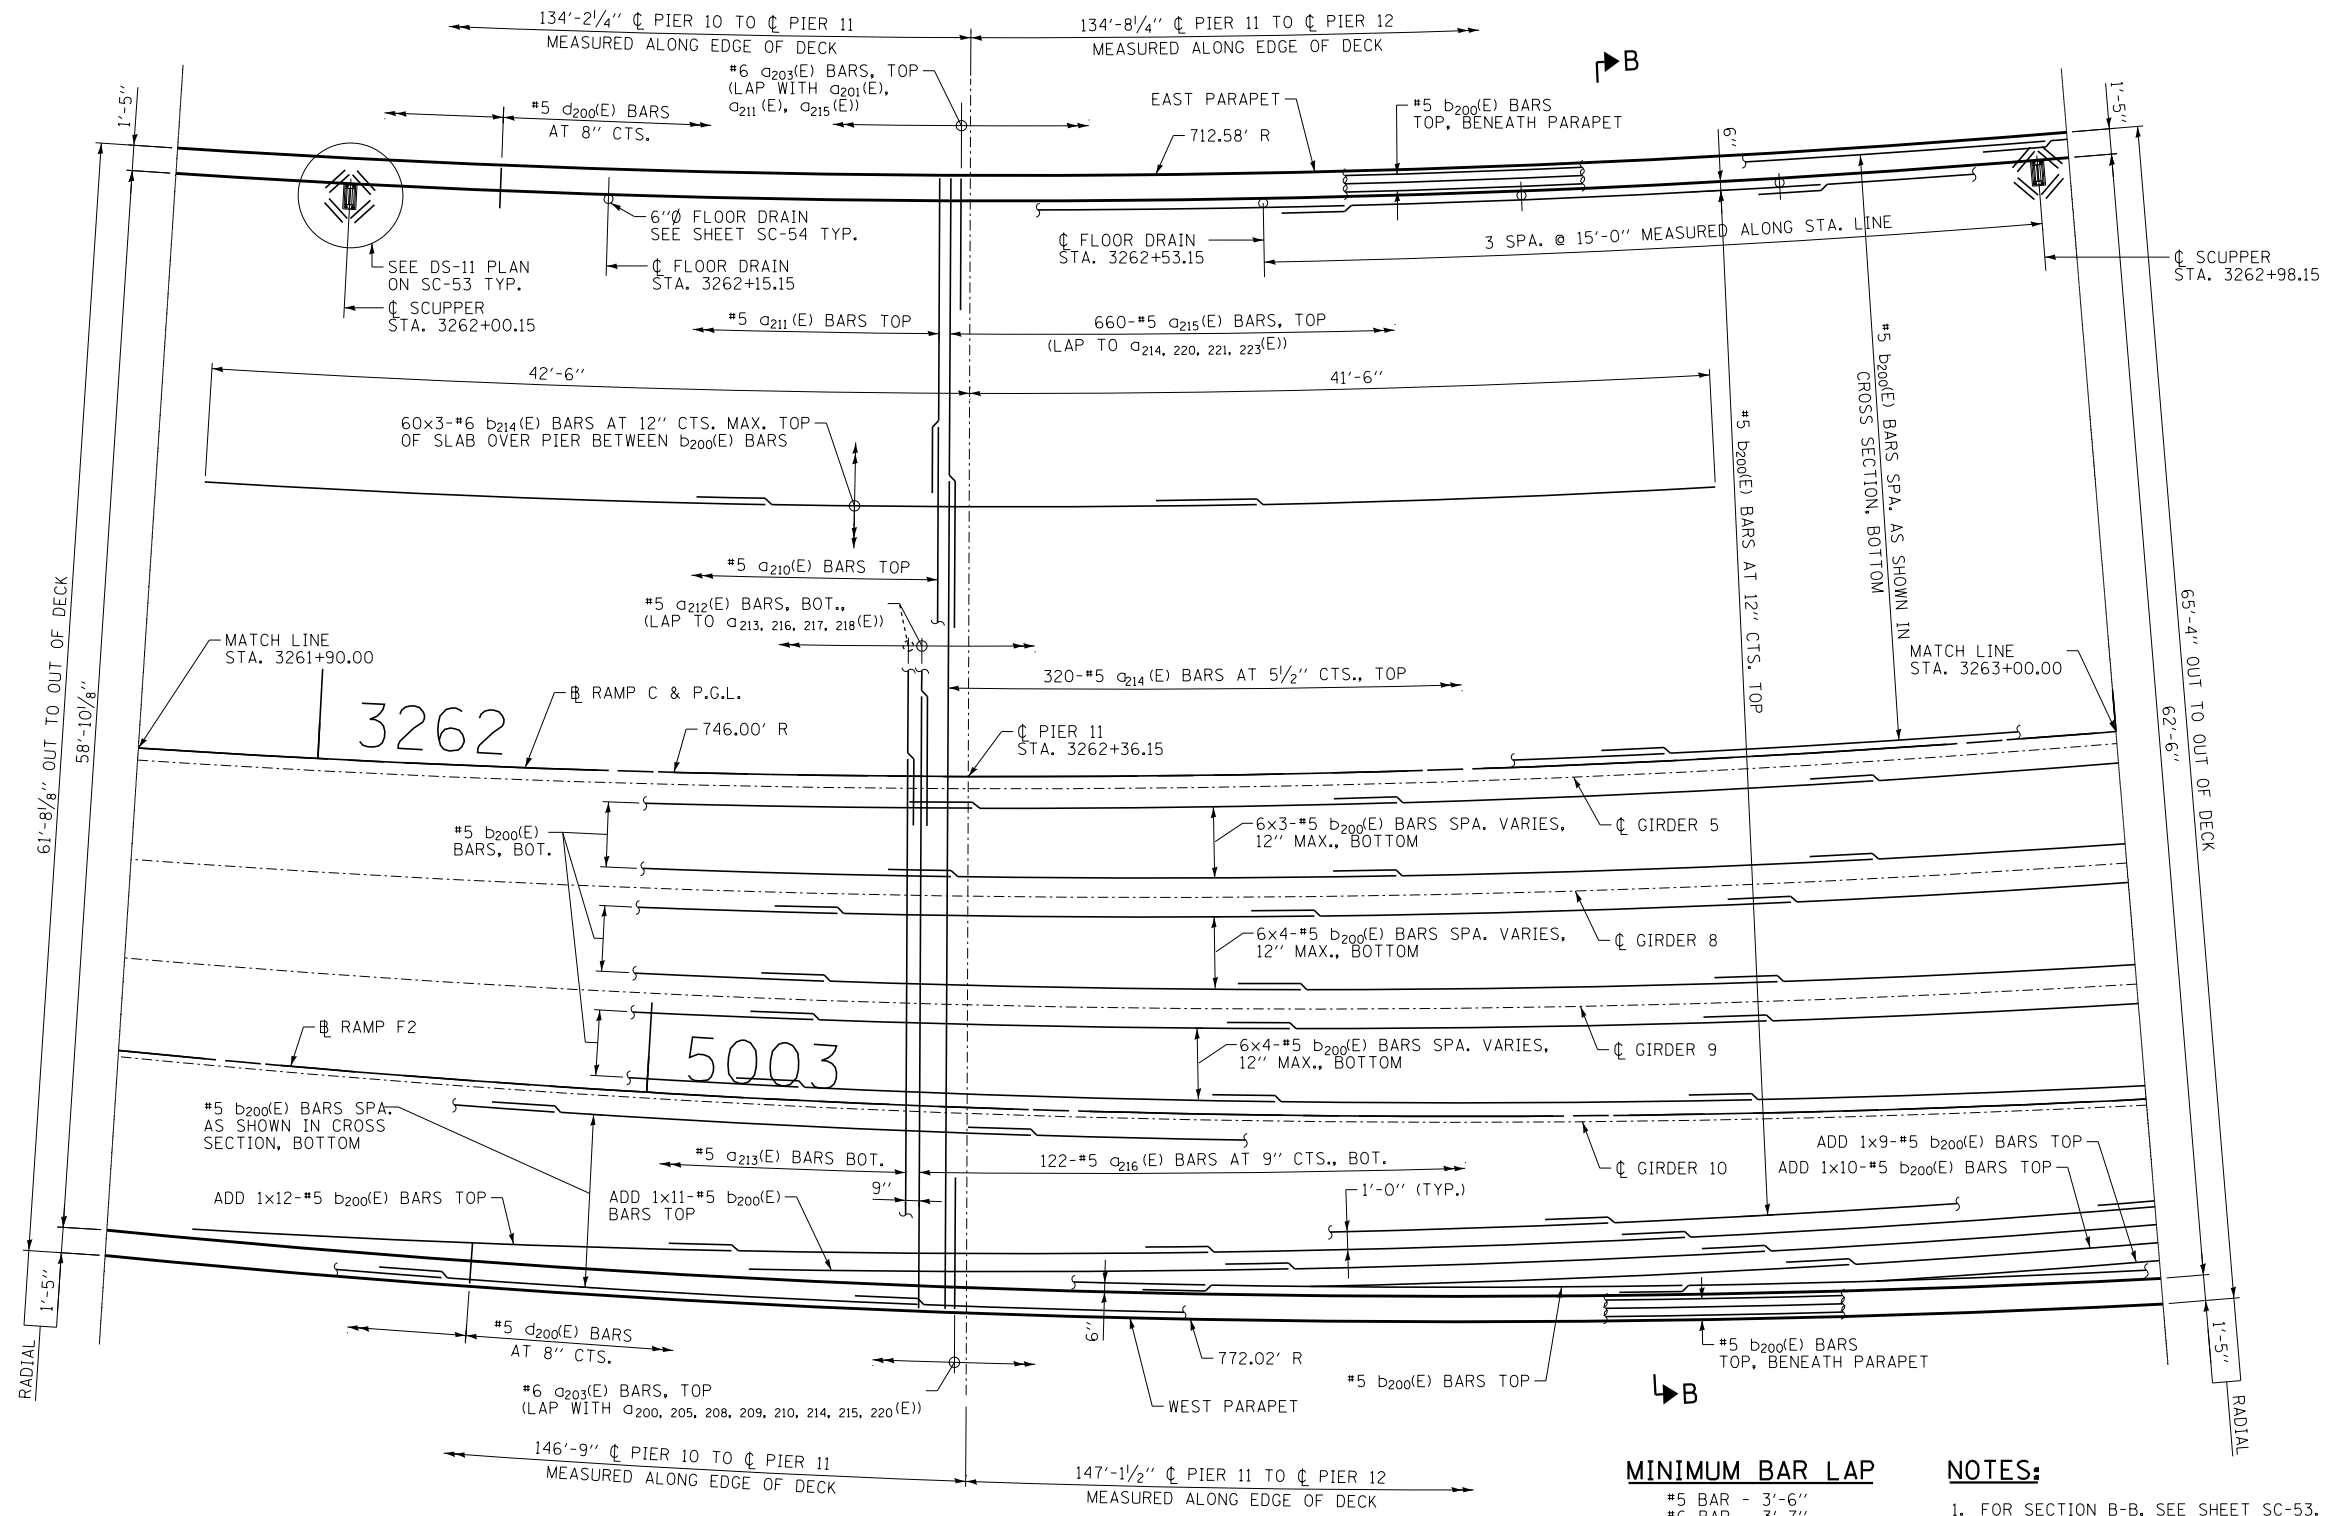 134'-2 1/4" ℄ PIER 10 TO ℄ PIER 11
MEASURED ALONG EDGE OF DECK
134'-8 1/4" ℄ PIER 11 TO ℄ PIER 12
MEASURED ALONG EDGE OF DECK
B
#6 a203(E) BARS, TOP
(LAP WITH a201(E),
a211(E), a215(E))
#5 d200(E) BARS
AT 8" CTS.
EAST PARAPET
712.58' R
#5 b200(E) BARS
TOP, BENEATH PARAPET
6"
1'-5"
1'-5"
6"Ø FLOOR DRAIN
SEE SHEET SC-54 TYP.
℄ FLOOR DRAIN
STA. 3262+15.15
SEE DS-11 PLAN
ON SC-53 TYP.
℄ SCUPPER
STA. 3262+00.15
℄ FLOOR DRAIN
STA. 3262+53.15
3 SPA. @ 15'-0" MEASURED ALONG STA. LINE
℄ SCUPPER
STA. 3262+98.15
#5 a211(E) BARS TOP
660-#5 a215(E) BARS, TOP
(LAP TO a214, 220, 221, 223(E))
42'-6"
41'-6"
60x3-#6 b214(E) BARS AT 12" CTS. MAX. TOP
OF SLAB OVER PIER BETWEEN b200(E) BARS
#5 b200(E) BARS SPA. AS SHOWN IN
CROSS SECTION, BOTTOM
#5 b200(E) BARS AT 12" CTS. TOP
#5 a210(E) BARS TOP
#5 a212(E) BARS, BOT.,
(LAP TO a213, 216, 217, 218(E))
MATCH LINE
STA. 3261+90.00
MATCH LINE
STA. 3263+00.00
320-#5 a214(E) BARS AT 5 1/2" CTS., TOP
61'-8 1/8" OUT TO OUT OF DECK
58'-10 1/8"
65'-4" OUT TO OUT OF DECK
62'-6"
3262
℄ RAMP C & P.G.L.
746.00' R
℄ PIER 11
STA. 3262+36.15
#5 b200(E)
BARS, BOT.
6x3-#5 b200(E) BARS SPA. VARIES,
12" MAX., BOTTOM
℄ GIRDER 5
6x4-#5 b200(E) BARS SPA. VARIES,
12" MAX., BOTTOM
℄ GIRDER 8
℄ RAMP F2
5003
6x4-#5 b200(E) BARS SPA. VARIES,
12" MAX., BOTTOM
℄ GIRDER 9
#5 b200(E) BARS SPA.
AS SHOWN IN CROSS
SECTION, BOTTOM
#5 a213(E) BARS BOT.
122-#5 a216(E) BARS AT 9" CTS., BOT.
℄ GIRDER 10
ADD 1x9-#5 b200(E) BARS TOP
ADD 1x10-#5 b200(E) BARS TOP
ADD 1x12-#5 b200(E) BARS TOP
ADD 1x11-#5 b200(E)
BARS TOP
9"
1'-0" (TYP.)
1'-5"
RADIAL
1'-5"
RADIAL
#5 d200(E) BARS
AT 8" CTS.
9"
772.02' R
#5 b200(E) BARS
TOP, BENEATH PARAPET
#5 b200(E) BARS TOP
#6 a203(E) BARS, TOP
(LAP WITH a200, 205, 208, 209, 210, 214, 215, 220(E))
WEST PARAPET
B
146'-9" ℄ PIER 10 TO ℄ PIER 11
MEASURED ALONG EDGE OF DECK
147'-1 1/2" ℄ PIER 11 TO ℄ PIER 12
MEASURED ALONG EDGE OF DECK
MINIMUM BAR LAP
#5 BAR - 3'-6"
#6 BAR - 3'-7"
NOTES:
1. FOR SECTION B-B, SEE SHEET SC-53.